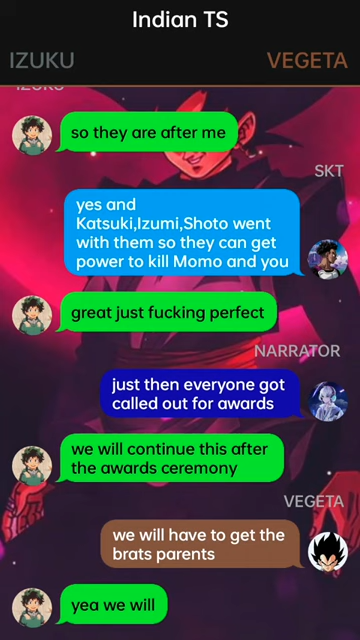 Indian TS
IZUKU
VEGETA
IZUKU
so they are after me
SKT
yes and
Katsuki,Izumi,Shoto went
with them so they can get
power to kill Momo and you
great just fucking perfect
NARRATOR
just then everyone got
called out for awards
we will continue this after
the awards ceremony
VEGETA
we will have to get the
brats parents
yea we will